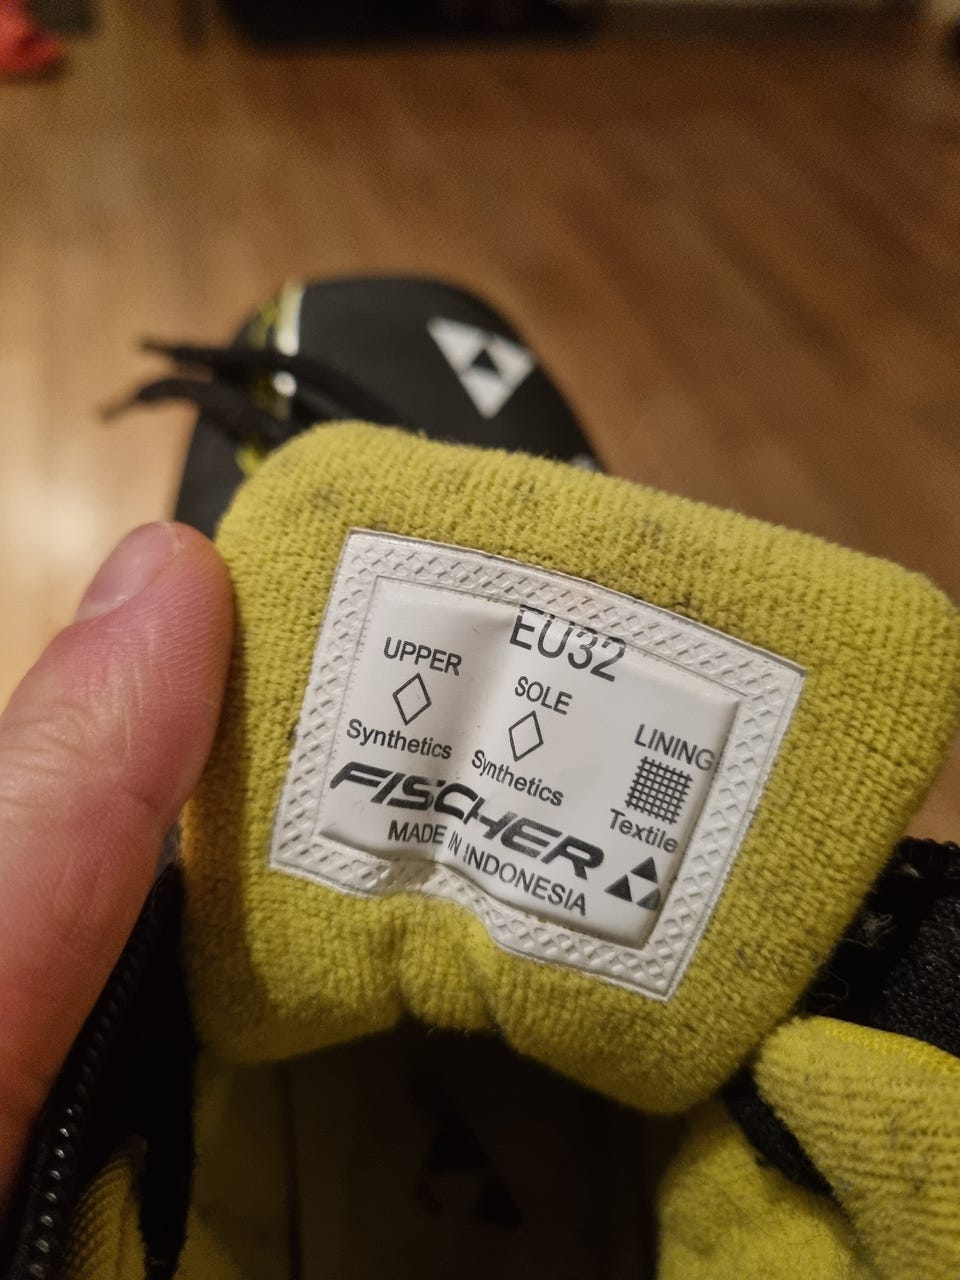 EU32
UPPER
SOLE
LINING
Synthetics
Synthetics
Textile
FISCHER
MADE IN INDONESIA